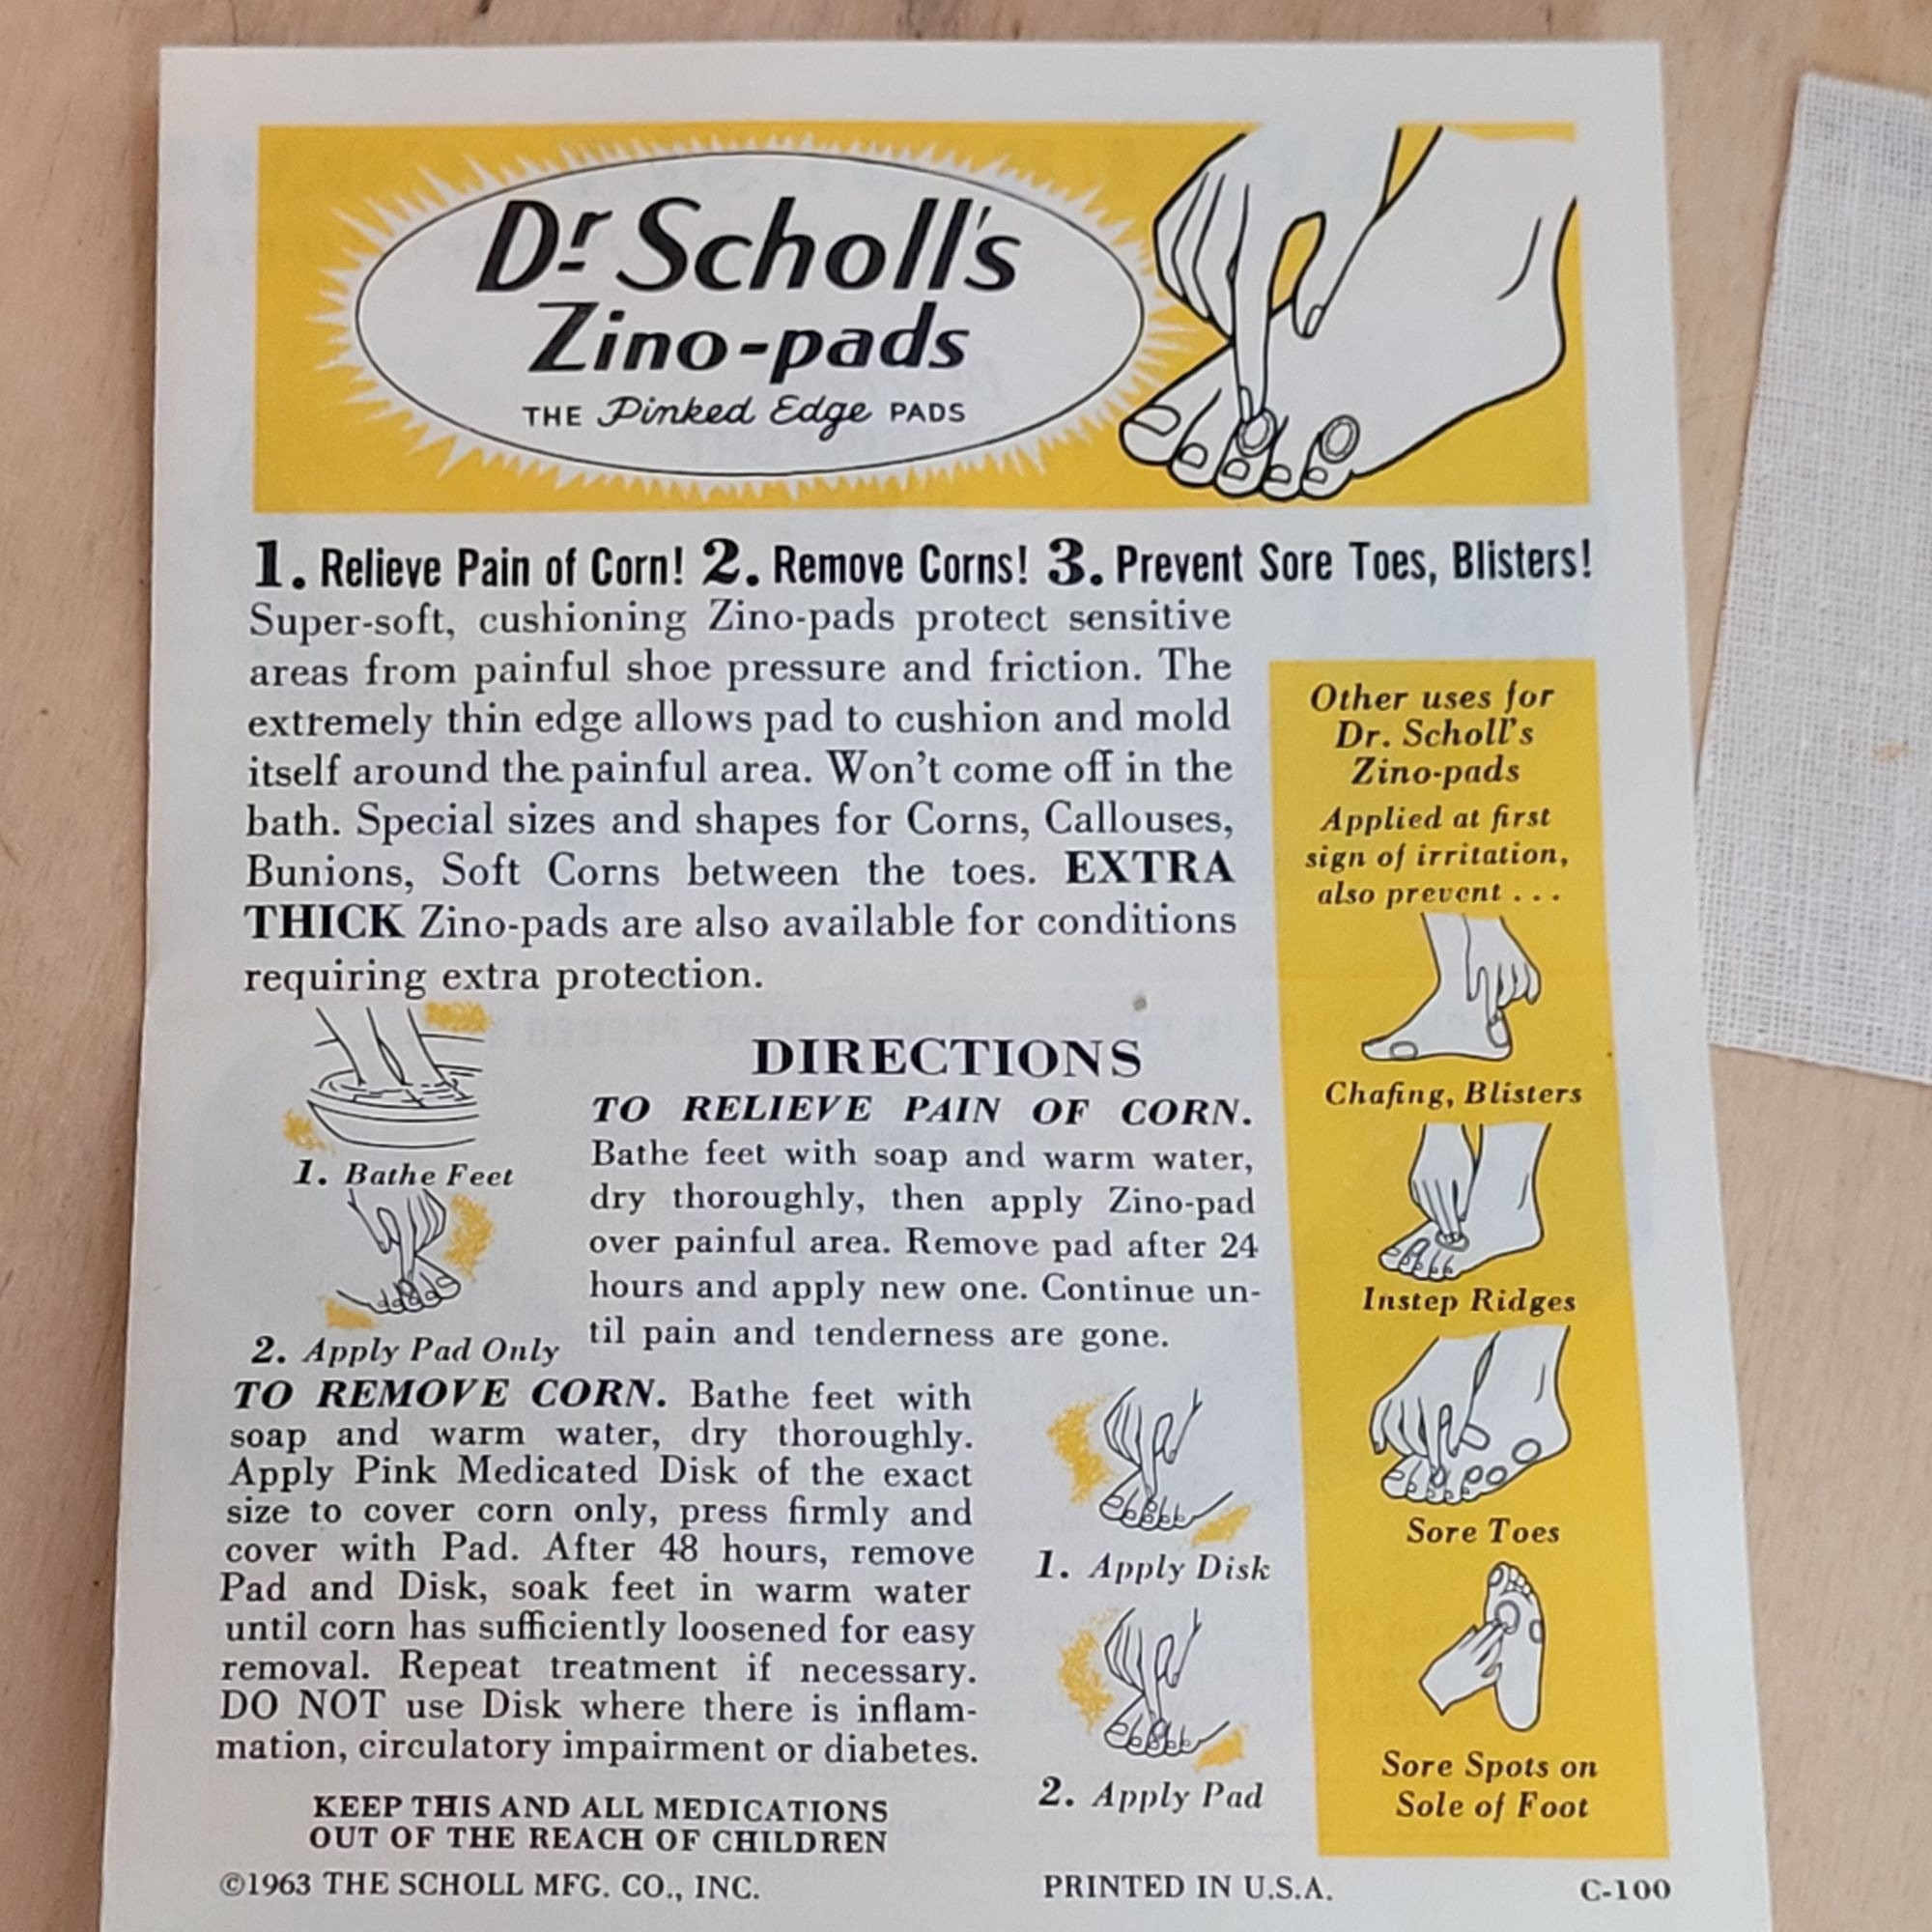 Dr Scholl's
Zino-pads
THE Pinked Edge PADS
1. Relieve Pain of Corn! 2. Remove Corns! 3. Prevent Sore Toes, Blisters!
Super-soft, cushioning Zino-pads protect sensitive
areas from painful shoe pressure and friction. The
extremely thin edge allows pad to cushion and mold
itself around the painful area. Won't come off in the
bath. Special sizes and shapes for Corns, Callouses,
Bunions, Soft Corns between the toes. EXTRA
THICK Zino-pads are also available for conditions
requiring extra protection.
DIRECTIONS
TO RELIEVE PAIN OF CORN.
Bathe feet with soap and warm water,
dry thoroughly, then apply Zino-pad
over painful area. Remove pad after 24
hours and apply new one. Continue un-
til pain and tenderness are gone.
1. Bathe Feet
2. Apply Pad Only
TO REMOVE CORN. Bathe feet with
soap and warm water, dry thoroughly.
Apply Pink Medicated Disk of the exact
size to cover corn only, press firmly and
cover with Pad. After 48 hours, remove
Pad and Disk, soak feet in warm water
until corn has sufficiently loosened for easy
removal. Repeat treatment if necessary.
DO NOT use Disk where there is inflam-
mation, circulatory impairment or diabetes.
1. Apply Disk
2. Apply Pad
KEEP THIS AND ALL MEDICATIONS
OUT OF THE REACH OF CHILDREN
Other uses for
Dr. Scholl's
Zino-pads
Applied at first
sign of irritation,
also prevent . . .
Chafing, Blisters
Instep Ridges
Sore Toes
Sore Spots on
Sole of Foot
©1963 THE SCHOLL MFG. CO., INC.
PRINTED IN U.S.A.
C-100